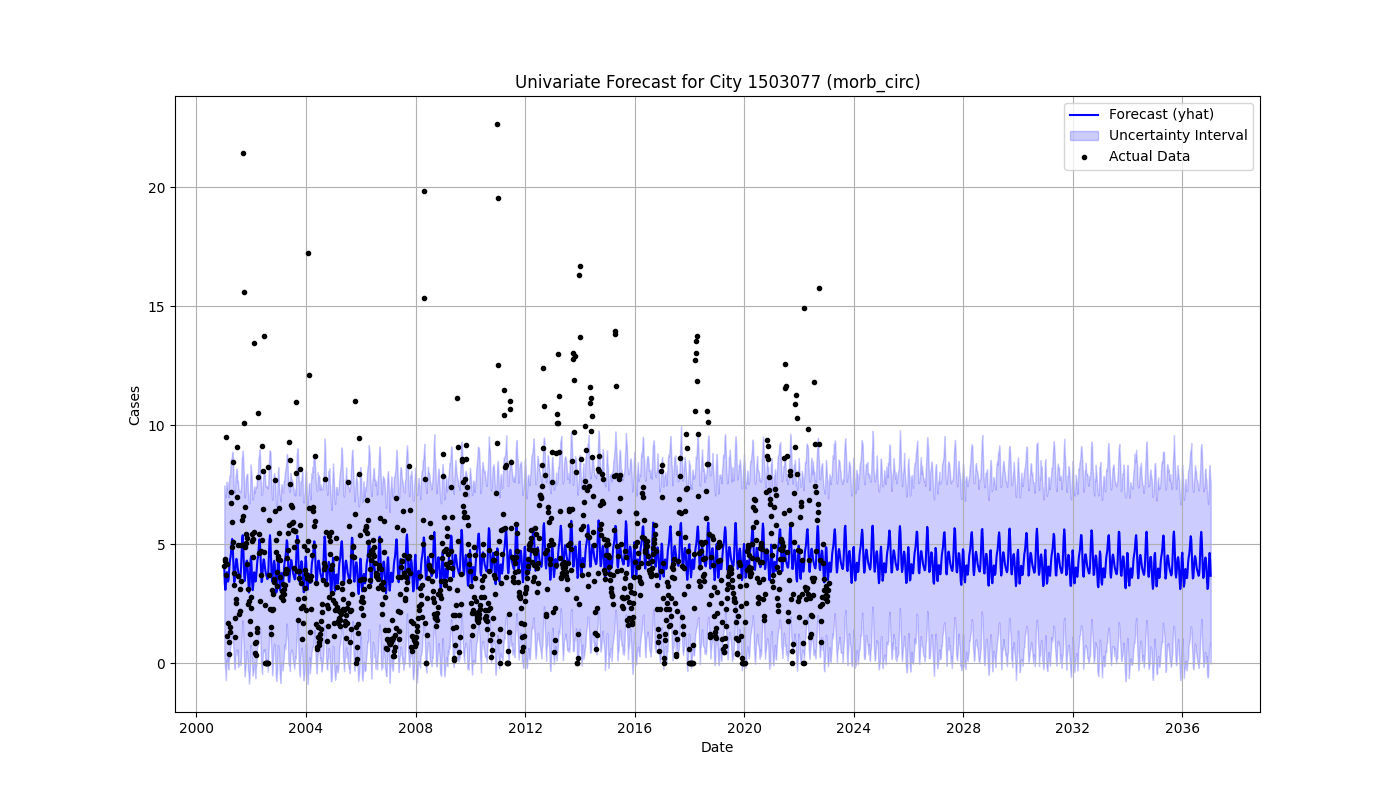 Univariate Forecast for City 1503077 (morb_circ)
Forecast (yhat)
Uncertainty Interval
Actual Data
Cases
20
15
10
5
0
2000 2004 2008 2012 2016 2020 2024 2028 2032 2036
Date